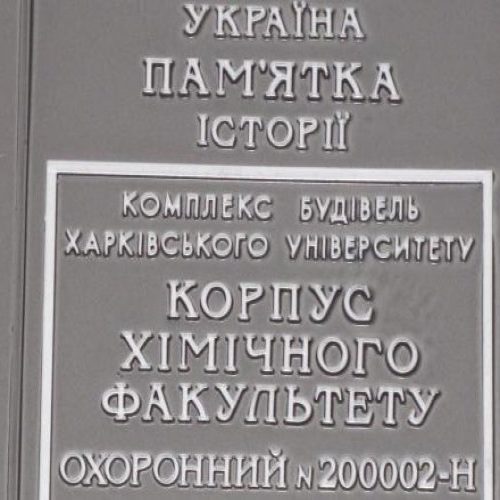 УКРАЇНА
ПАМ'ЯТКА
ІСТОРІЇ
КОМПЛЕКС БУДІВЕЛЬ
ХАРКІВСЬКОГО УНІВЕРСИТЕТУ
КОРПУС
ХІМІЧНОГО
ФАКУЛЬТЕТУ
ОХОРОННИЙ N 200002-Н